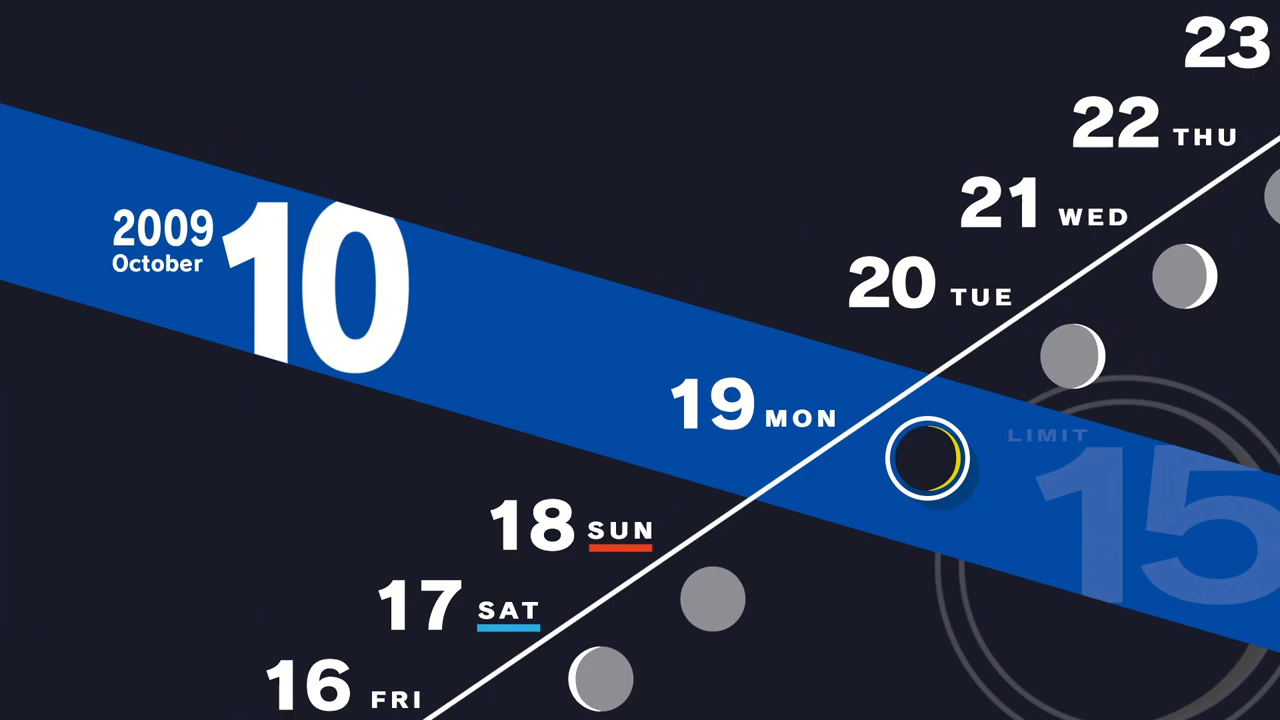 23
22 THU
21 WED
2009
October
10
20 TUE
19 MON
LIMIT
15
18 SUN
17 SAT
16 FRI